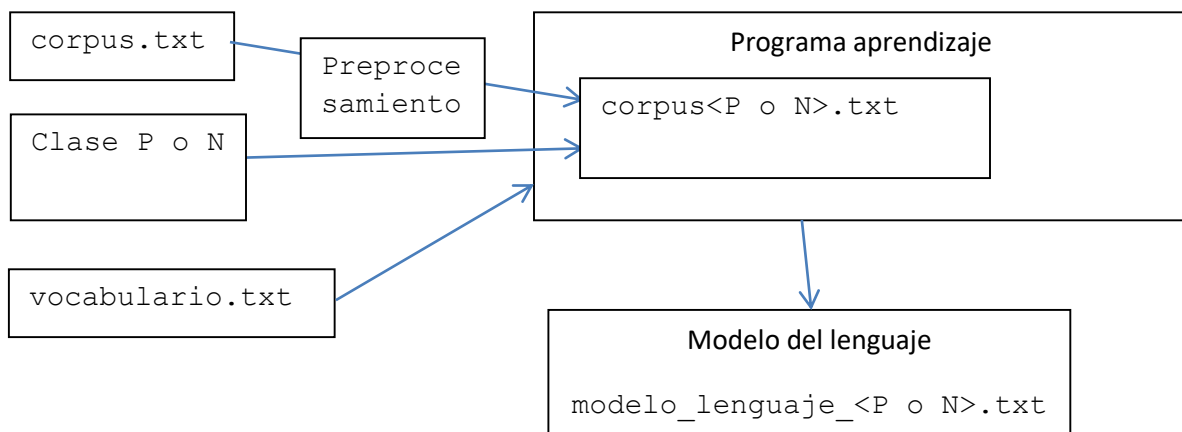 corpus.txt
Preproce
samiento
Programa aprendizaje
corpus<P o N>.txt
Clase P o N
vocabulario.txt
Modelo del lenguaje
modelo_lenguaje_<P o N>.txt